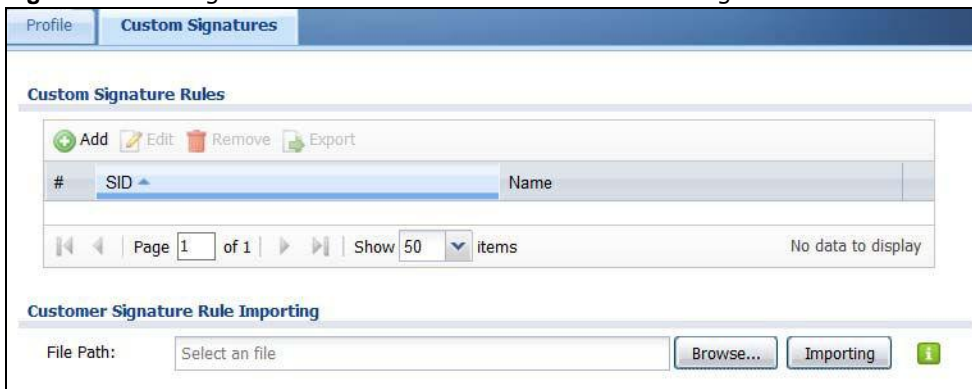 Profile Custom Signatures
Custom Signature Rules
Add Edit Remove Export
# SID Name
Page 1 of 1 Show 50 items No data to display
Customer Signature Rule Importing
File Path: Select an file Browse... Importing